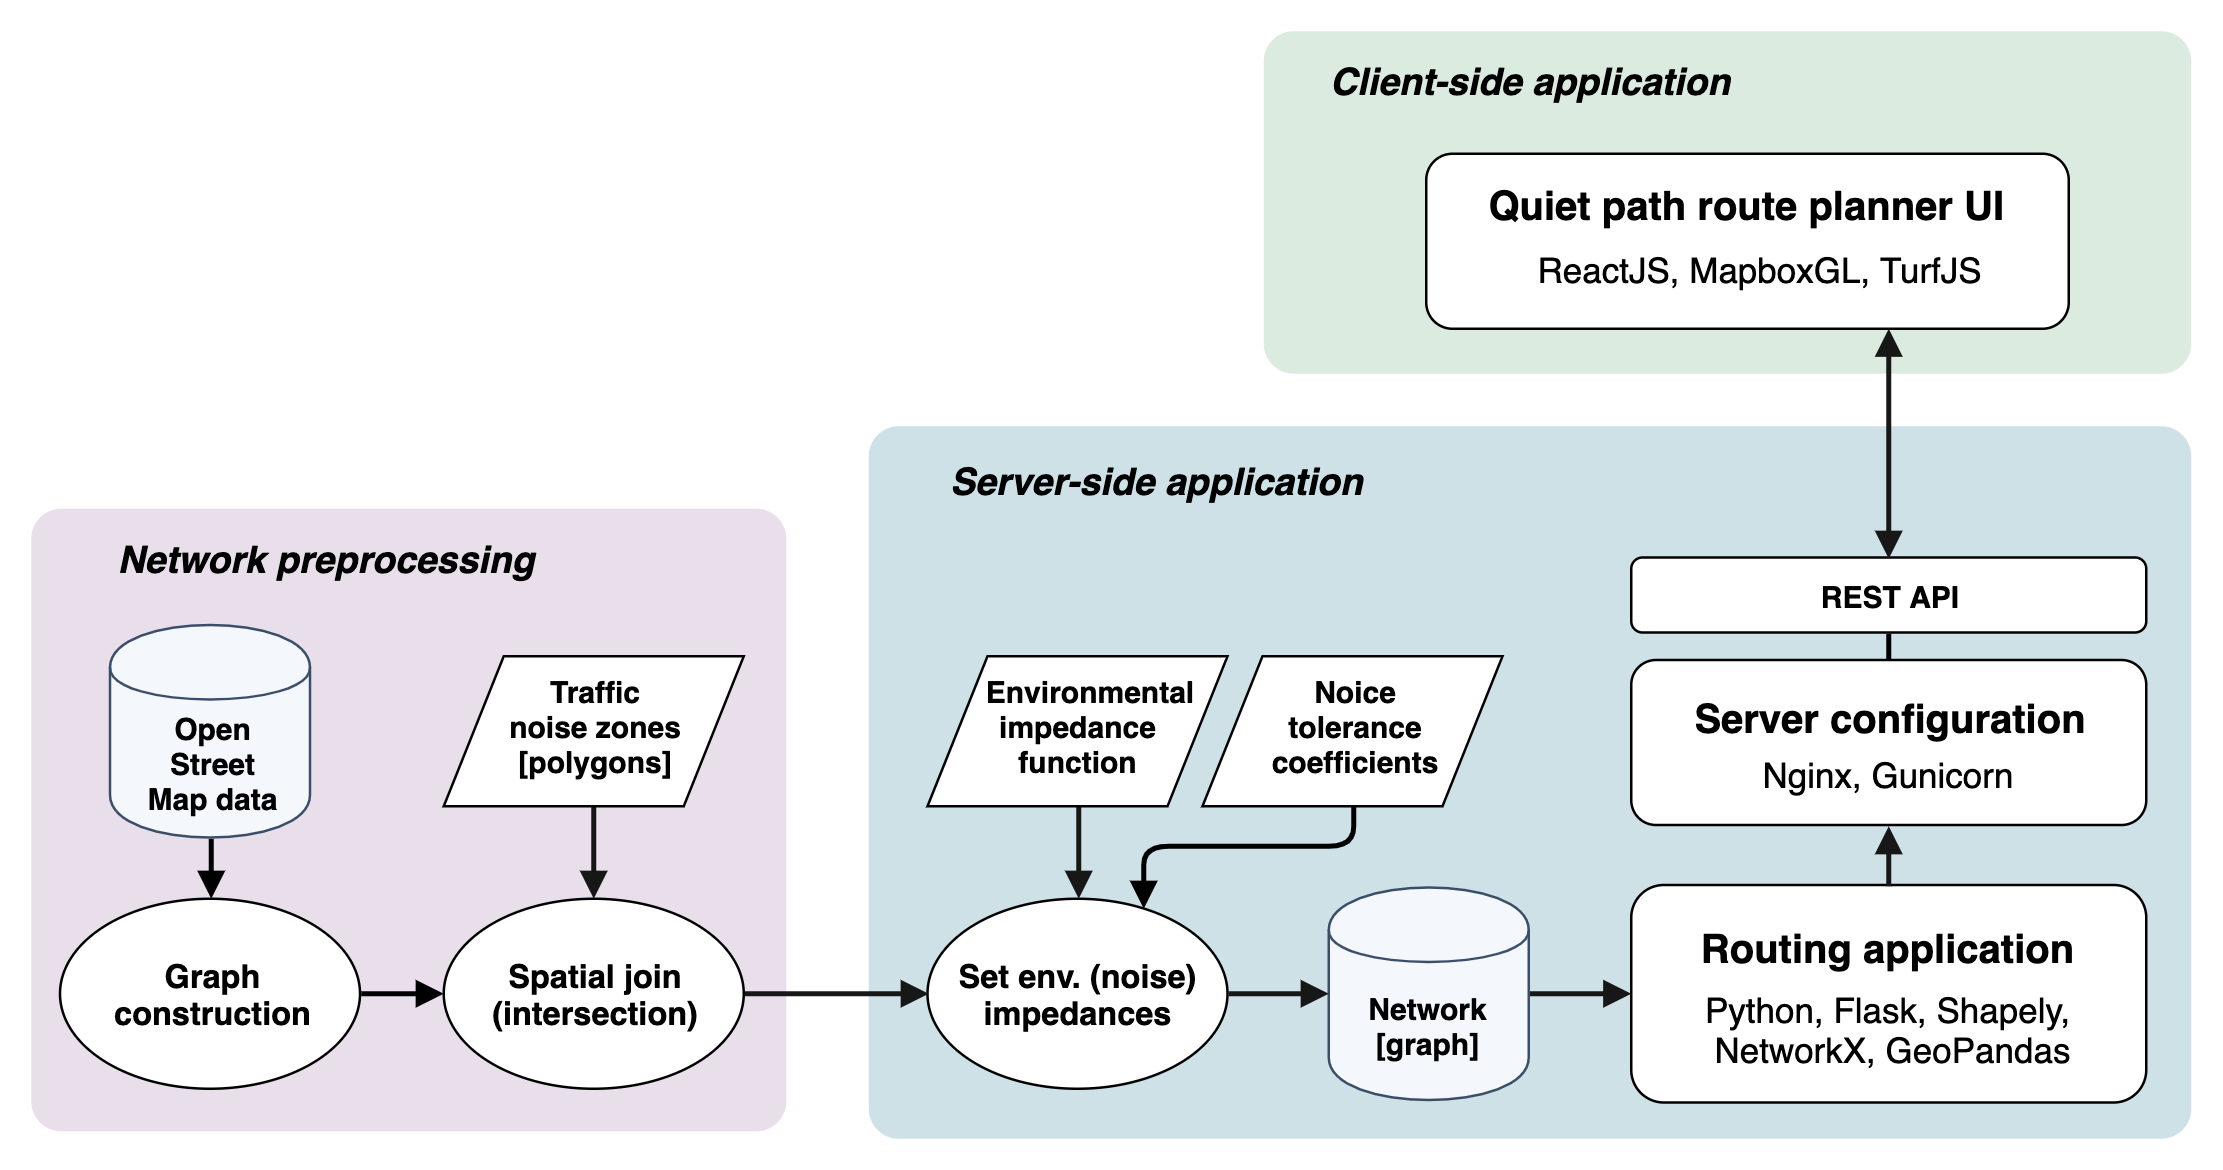 Client-side application
Quiet path route planner UI
ReactJS, MapboxGL, TurfJS
Server-side application
Network preprocessing
Open
Street
Map data
Traffic
noise zones
[polygons]
Environmental
impedance
function
Noice
tolerance
coefficients
REST API
Server configuration
Nginx, Gunicorn
Graph
construction
Spatial join
(intersection)
Set env. (noise)
impedances
Network
[graph]
Routing application
Python, Flask, Shapely,
NetworkX, GeoPandas